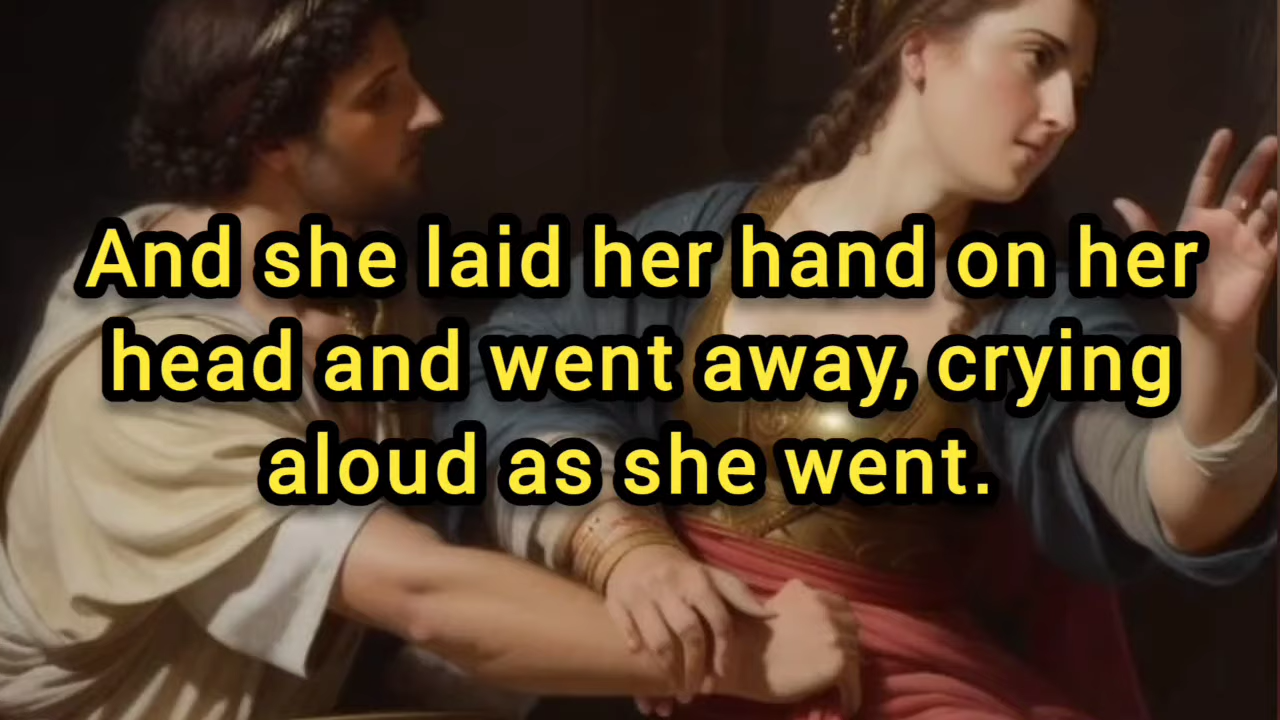 And she laid her hand on her
head and went away, crying
aloud as she went.